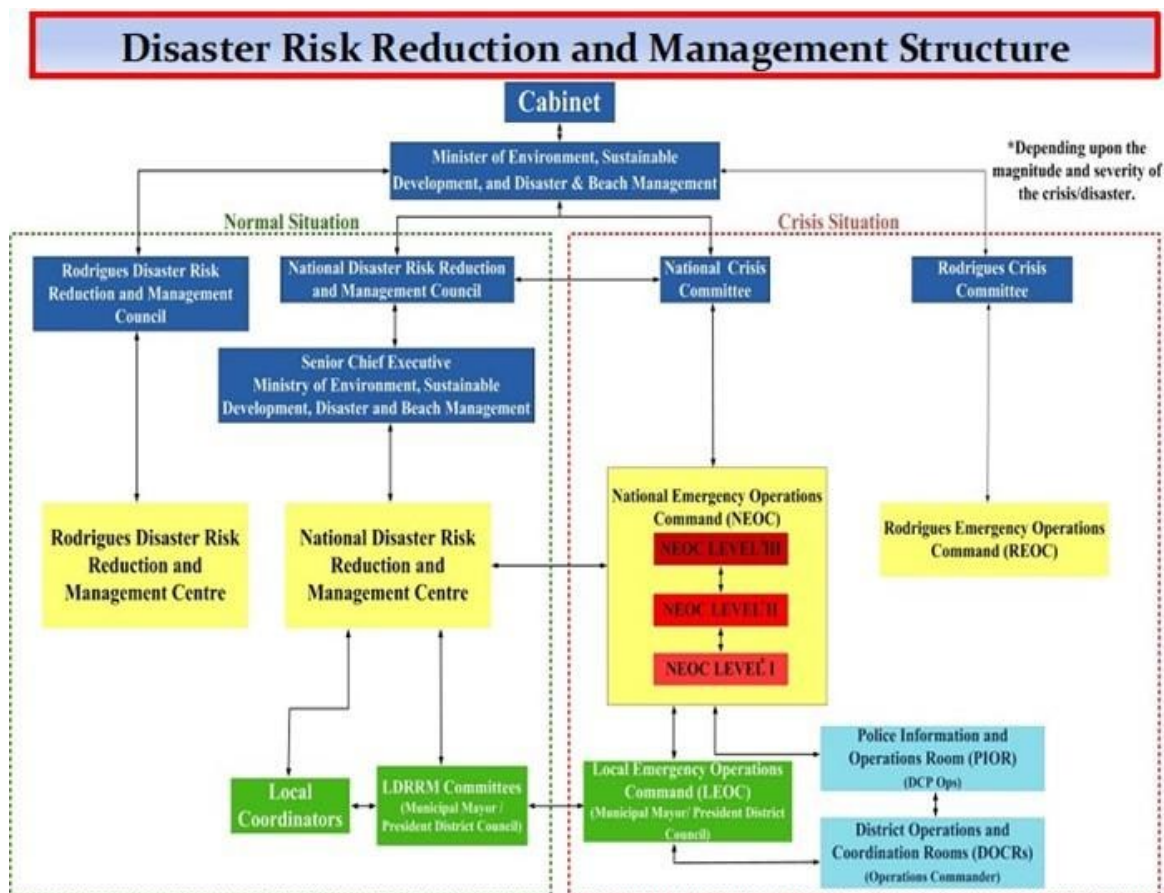 Disaster Risk Reduction and Management Structure
Cabinet
Minister of Environment, Sustainable
Development, and Disaster & Beach Management
*Depending upon the
magnitude and severity of
the crisis/disaster.
Normal Situation
Crisis Situation
Rodrigues Disaster Risk
Reduction and Management
Council
National Disaster Risk Reduction
and Management Council
National Crisis
Committee
Rodrigues Crisis
Committee
Senior Chief Executive
Ministry of Environment, Sustainable
Development, Disaster and Beach Management
Rodrigues Disaster Risk
Reduction and
Management Centre
National Disaster Risk
Reduction and
Management Centre
National Emergency Operations
Command (NEOC)
NEOC LEVEL*III
NEOC LEVEL*II
NEOC LEVEL*I
Rodrigues Emergency Operations
Command (REOC)
Local
Coordinators
LDRRM Committees
(Municipal Mayor /
President District Council)
Local Emergency Operations
Command (LEOC)
(Municipal Mayor/ President District
Council)
Police Information and
Operations Room (PIOR)
(DCP Ops)
District Operations and
Coordination Rooms (DOCRs)
(Operations Commander)